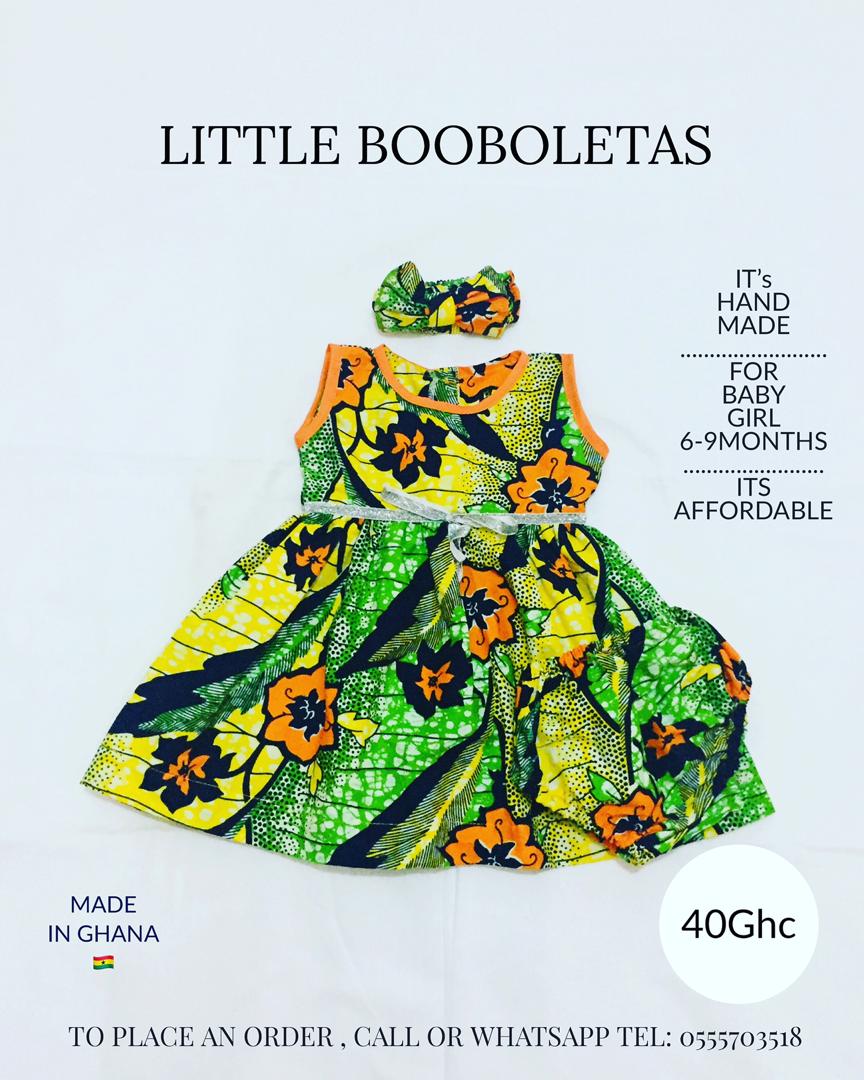 LITTLE BOOBOLETAS
IT's
HAND
MADE
..........................
FOR
BABY
GIRL
6-9MONTHS
.........................
ITS
AFFORDABLE
MADE
IN GHANA
40Ghc
TO PLACE AN ORDER , CALL OR WHATSAPP TEL: 0555703518